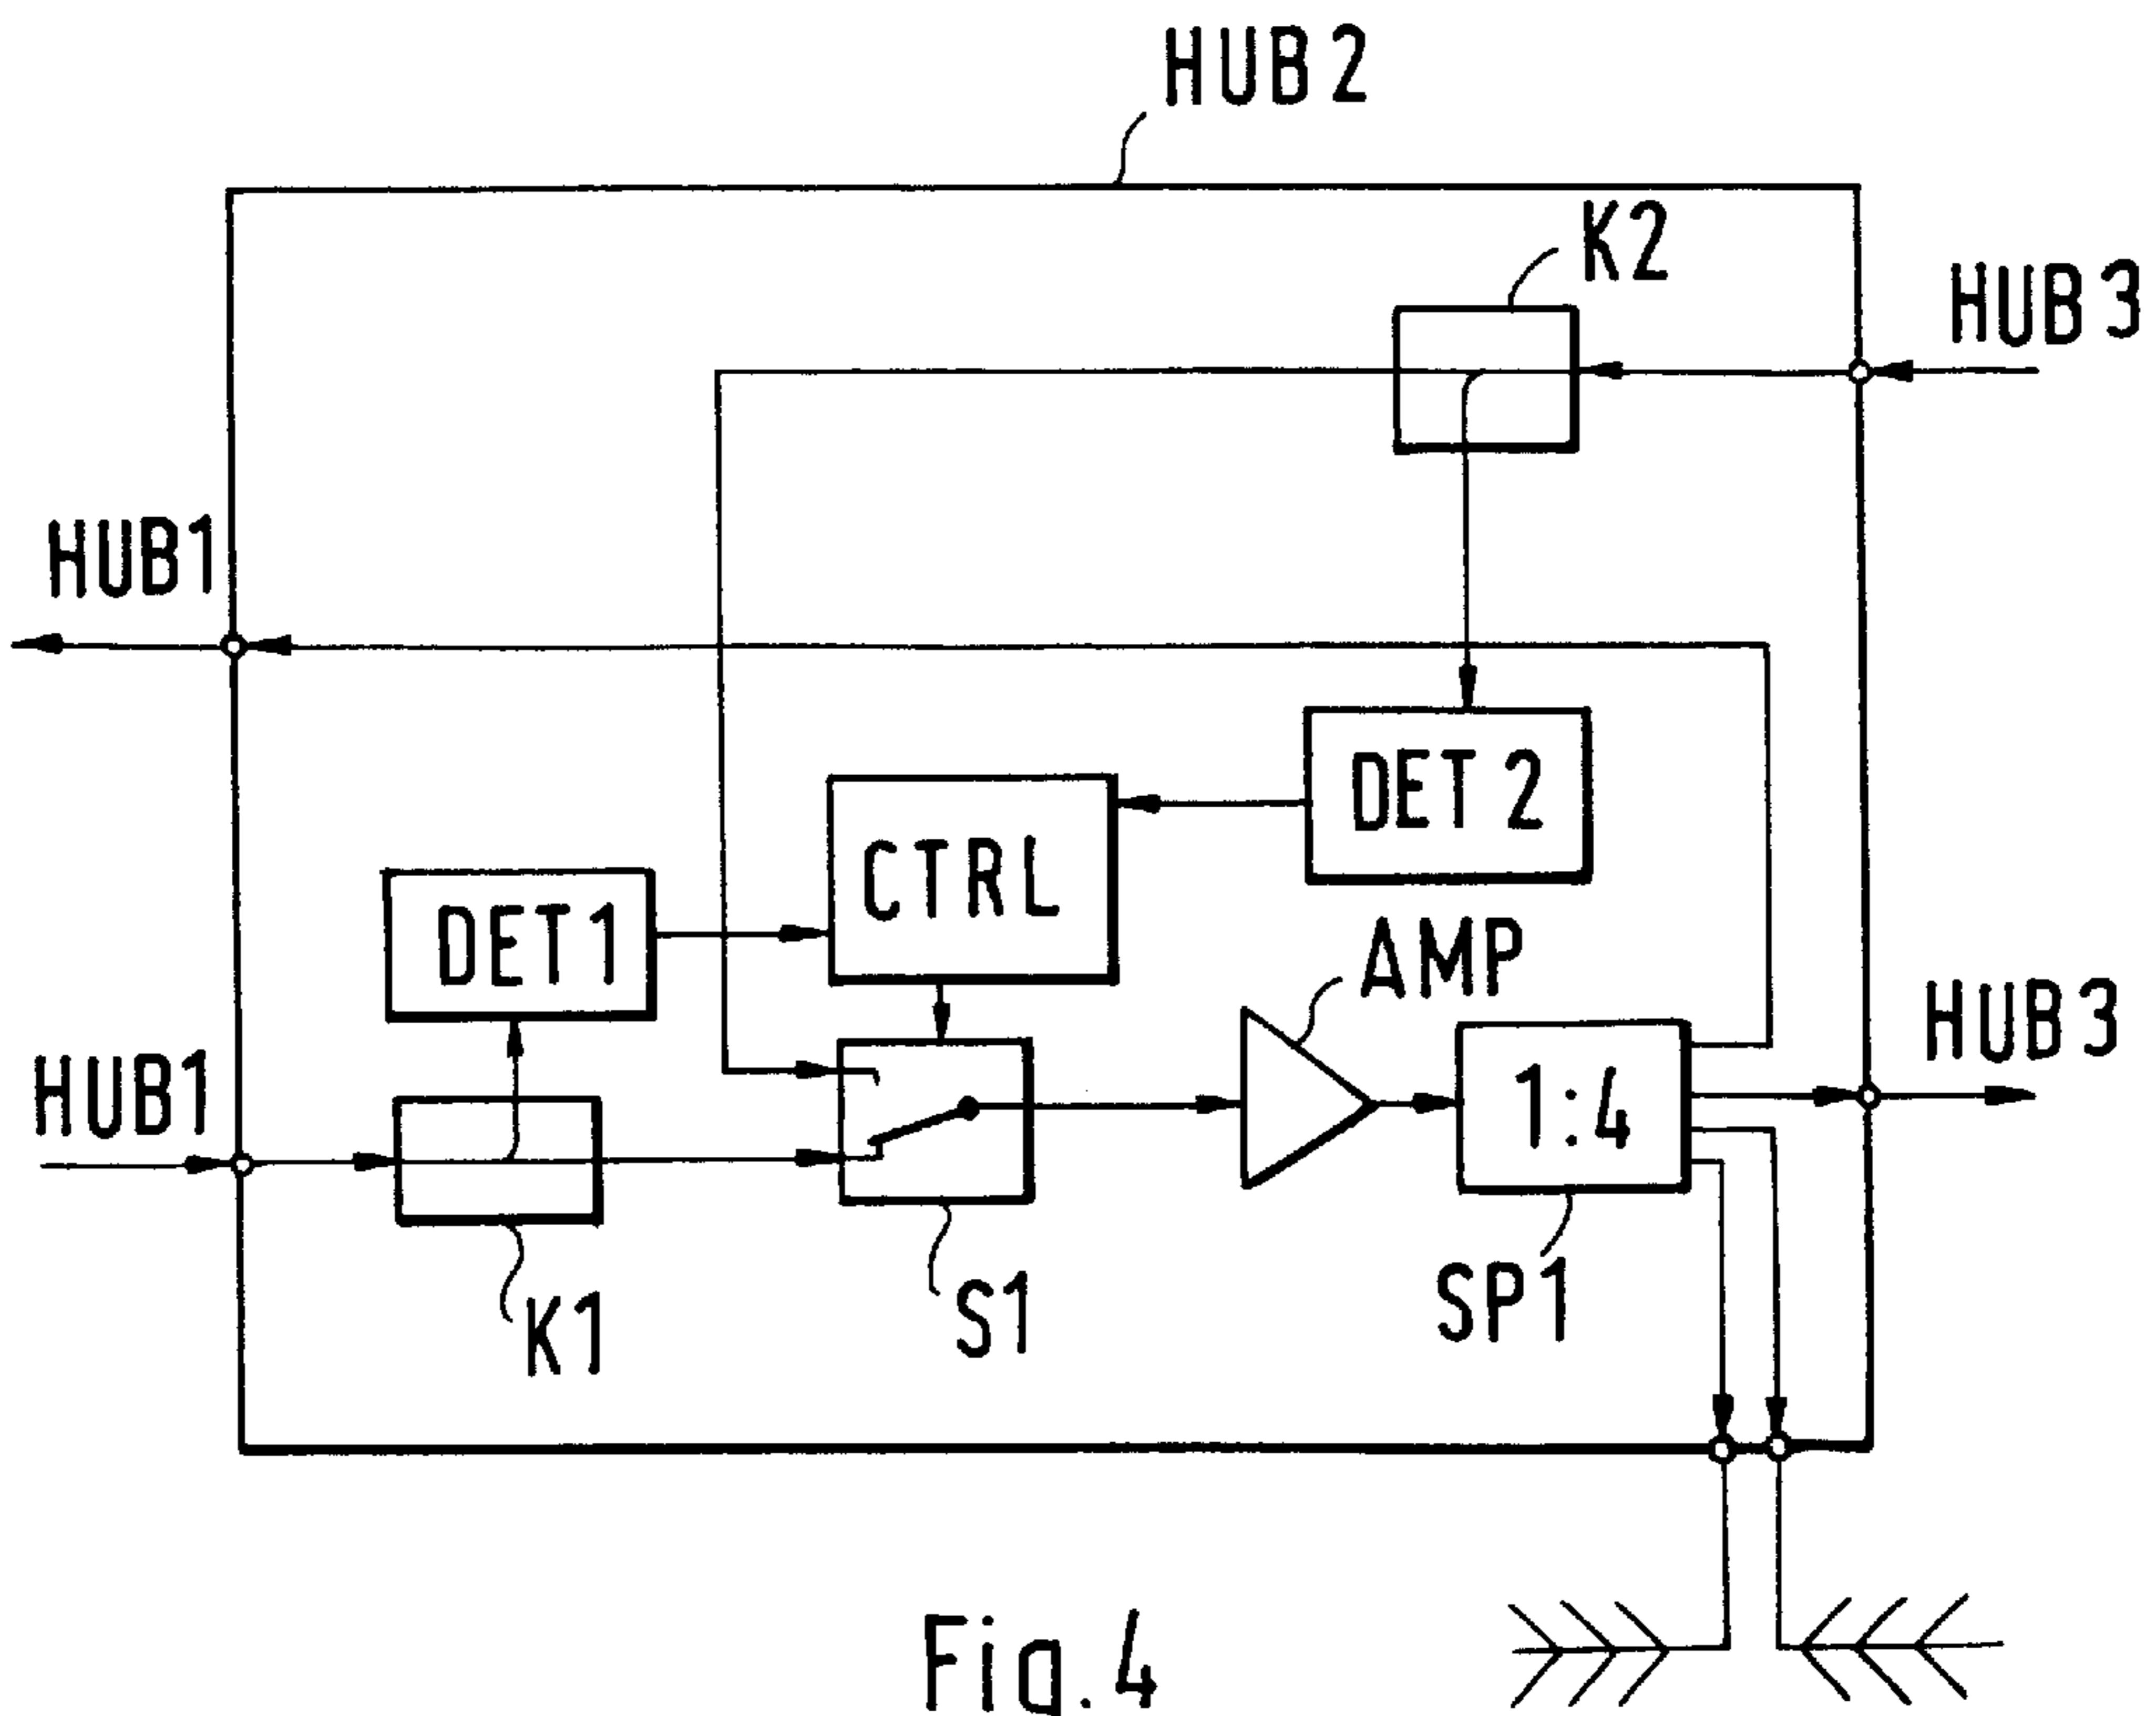 HUB 2
K2
HUB 3
HUB1
DET 2
CTRL
DET 1
AMP
HUB 3
HUB1
1:4
K1
S1
SP1
Fig. 4